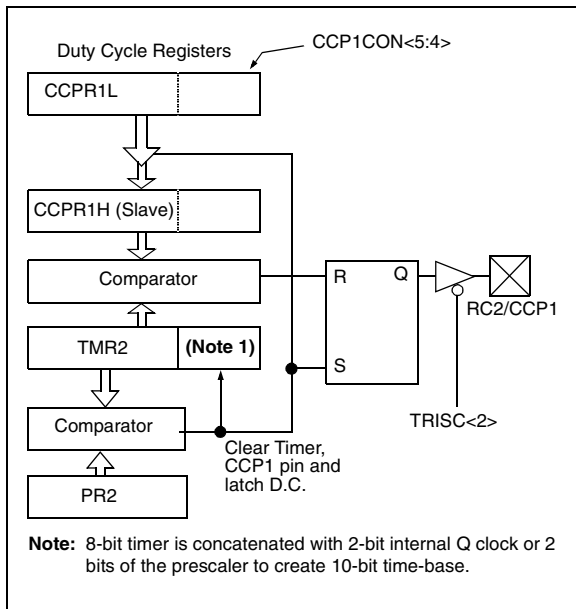 Duty Cycle Registers
CCP1CON<5:4>
CCPR1L
CCPR1H (Slave)
Comparator
R
Q
RC2/CCP1
TMR2
(Note 1)
S
TRISC<2>
Comparator
Clear Timer,
CCP1 pin and
latch D.C.
PR2
Note: 8-bit timer is concatenated with 2-bit internal Q clock or 2
bits of the prescaler to create 10-bit time-base.